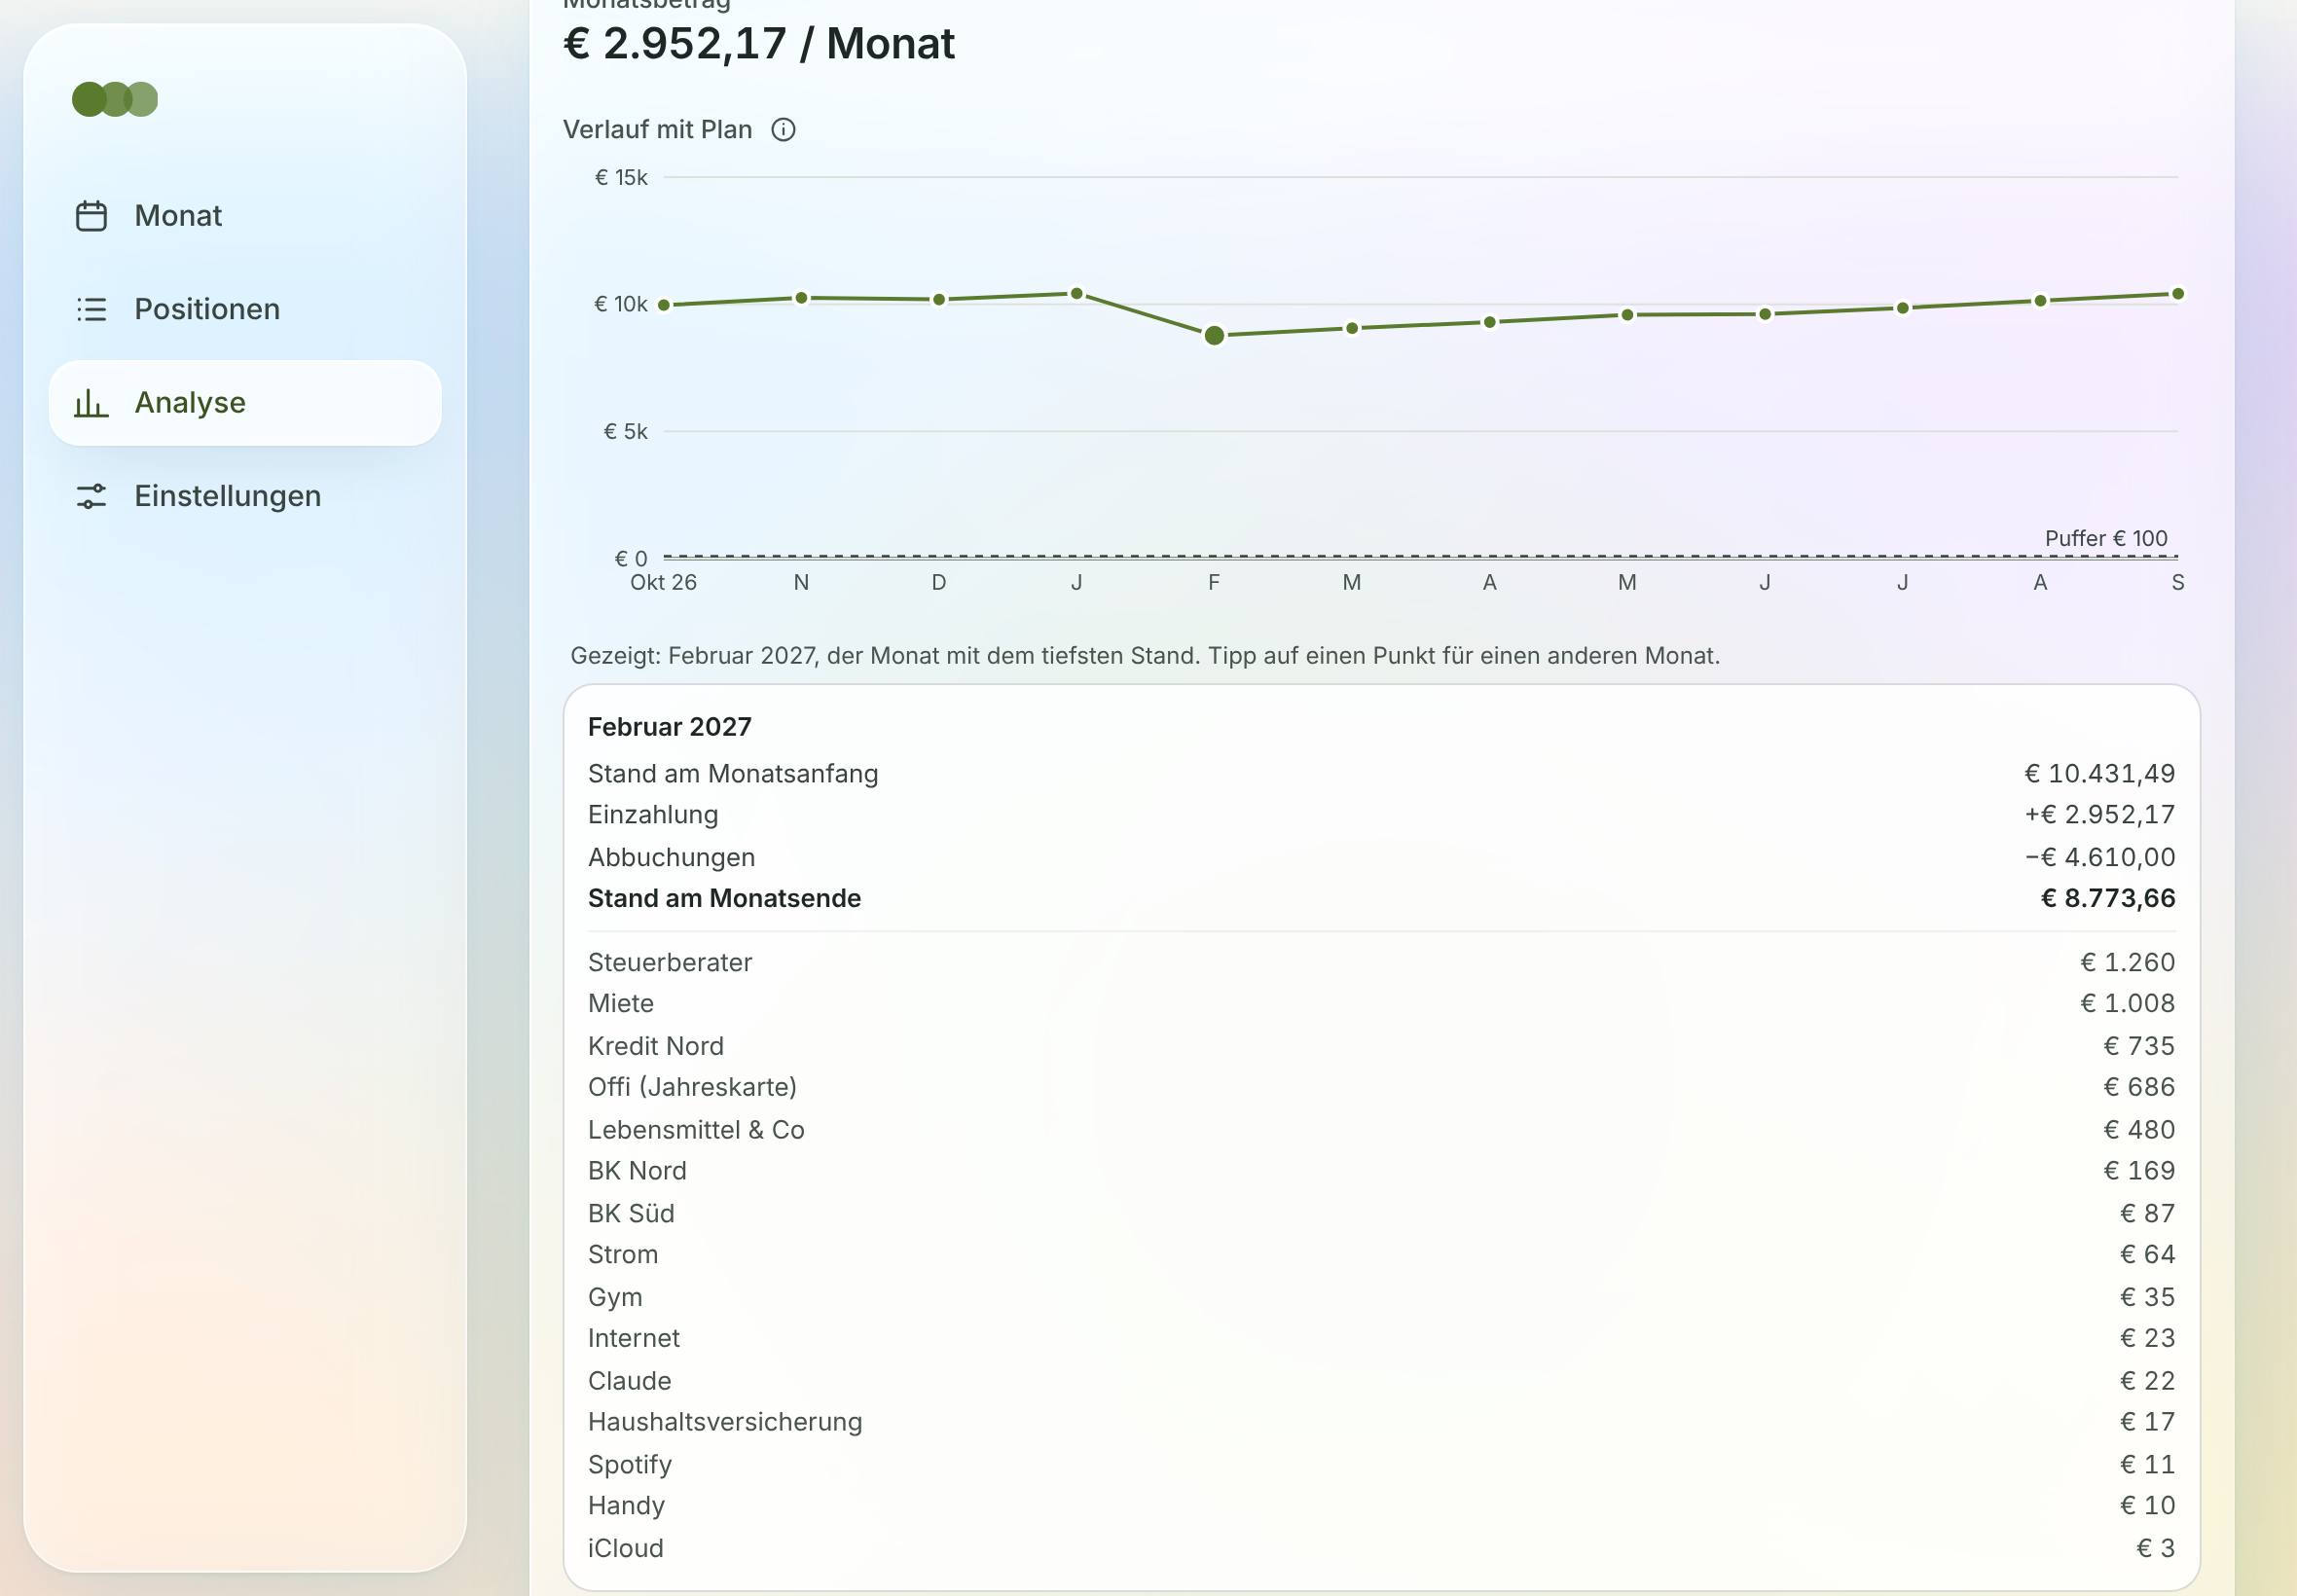 Monatsbetrag
€ 2.952,17 / Monat
Verlauf mit Plan
Monat
Positionen
Analyse
Einstellungen
€ 15k
€ 10k
€ 5k
€ 0
Puffer € 100
Okt 26 N D J F M A M J J A S
Gezeigt: Februar 2027, der Monat mit dem tiefsten Stand. Tipp auf einen Punkt für einen anderen Monat.
Februar 2027
Stand am Monatsanfang € 10.431,49
Einzahlung +€ 2.952,17
Abbuchungen −€ 4.610,00
Stand am Monatsende € 8.773,66
Steuerberater € 1.260
Miete € 1.008
Kredit Nord € 735
Offi (Jahreskarte) € 686
Lebensmittel & Co € 480
BK Nord € 169
BK Süd € 87
Strom € 64
Gym € 35
Internet € 23
Claude € 22
Haushaltsversicherung € 17
Spotify € 11
Handy € 10
iCloud € 3